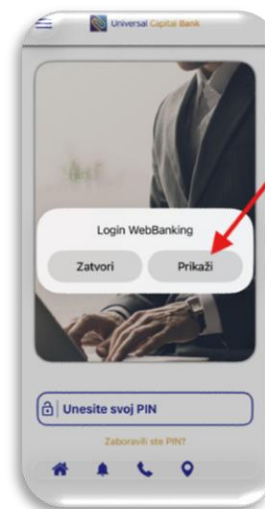 Universal Capital Bank
Login WebBanking
Zatvori Prikaži
Unesite svoj PIN
Zaboravili ste PIN?